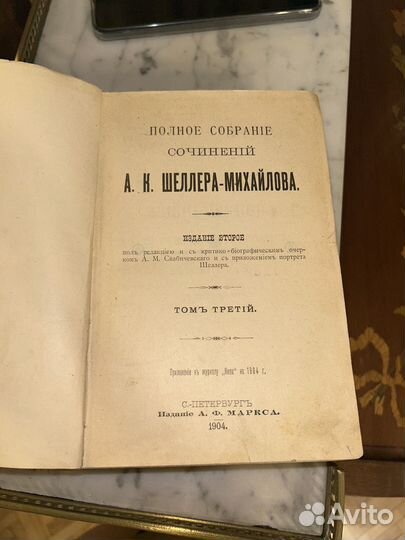 ПОЛНОЕ СОБРАНІЕ
СОЧИНЕНІЙ
А. К. ШЕЛЛЕРА-МИХАЙЛОВА.
ИЗДАНІЕ ВТОРОЕ
подъ редакціею и съ критико-біографическимъ очер-
комъ А. М. Скабичевскаго и съ приложеніемъ портрета
Шеллера.
ТОМЪ ТРЕТІЙ.
Приложеніе къ журналу „Нива" на 1904 г.
С.-ПЕТЕРБУРГЪ
Изданіе А. Ф. МАРКСА.
1904.
Avito